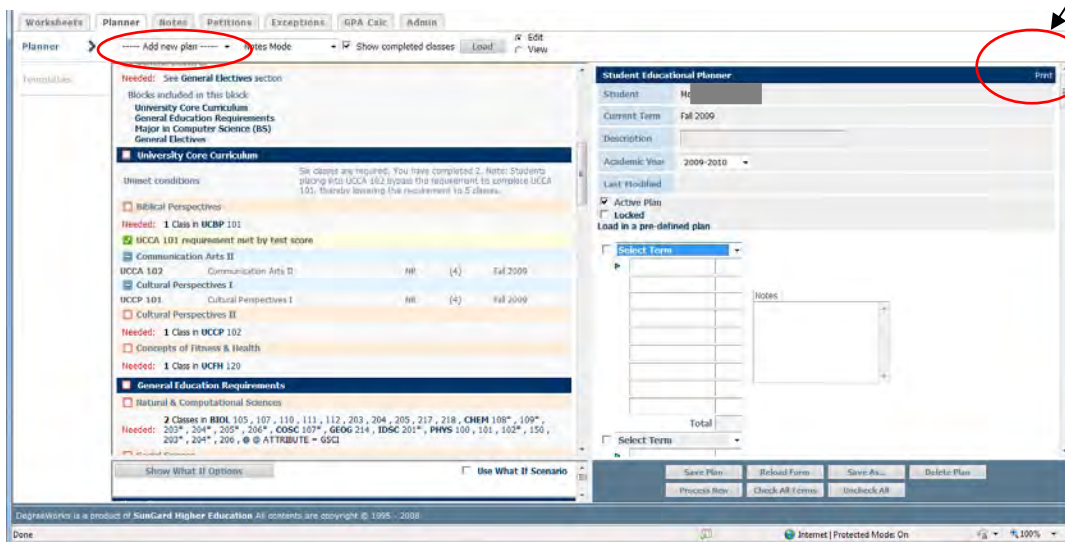 Worksheets Planner Notes Petitions Exceptions GPA Calc Admin
Planner ----- Add new plan ----- Notes Mode Show completed classes Load Edit
View
Templates
Needed: See General Electives section
Blocks included in this block
University Core Curriculum
General Education Requirements
Major in Computer Science (BS)
General Electives
University Core Curriculum
Unmet conditions
Six classes are required. You have completed 2. Note: Students
placing into UCCA 102 bypass the requirement to complete UCCA
101, thereby lowering the requirement to 5 classes.
Biblical Perspectives
Needed: 1 Class in UCBP 101
UCCA 101 requirement met by test score
Communication Arts II
UCCA 102 Communication Arts II NR (4) Fall 2009
Cultural Perspectives I
UCCP 101 Cultural Perspectives I NR (4) Fall 2009
Cultural Perspectives II
Needed: 1 Class in UCCP 102
Concepts of Fitness & Health
Needed: 1 Class in UCFH 120
General Education Requirements
Natural & Computational Sciences
2 Classes in BIOL 105 , 107 , 110 , 111 , 112 , 203 , 204 , 205 , 217 , 218 , CHEM 108* , 109* ,
Needed: 203* , 204* , 205* , 206* , COSC 107* , GEOG 214 , IDSC 201* , PHYS 100 , 101 , 102* , 150 ,
203* , 204* , 206 , @ @ ATTRIBUTE = GSCI
Show What If Options Use What If Scenario
Student Educational Planner Print
Student
Current Term Fall 2009
Description
Academic Year 2009-2010
Last Modified
Active Plan
Locked
Load in a pre-defined plan
Select Term
Notes
Total
Select Term
Save Plan Reload Form Save As... Delete Plan
Process New Check All Terms Uncheck All
DegreeWorks is a product of SunGard Higher Education All contents are copyright © 1995 - 2008
Done Internet | Protected Mode: On 100%